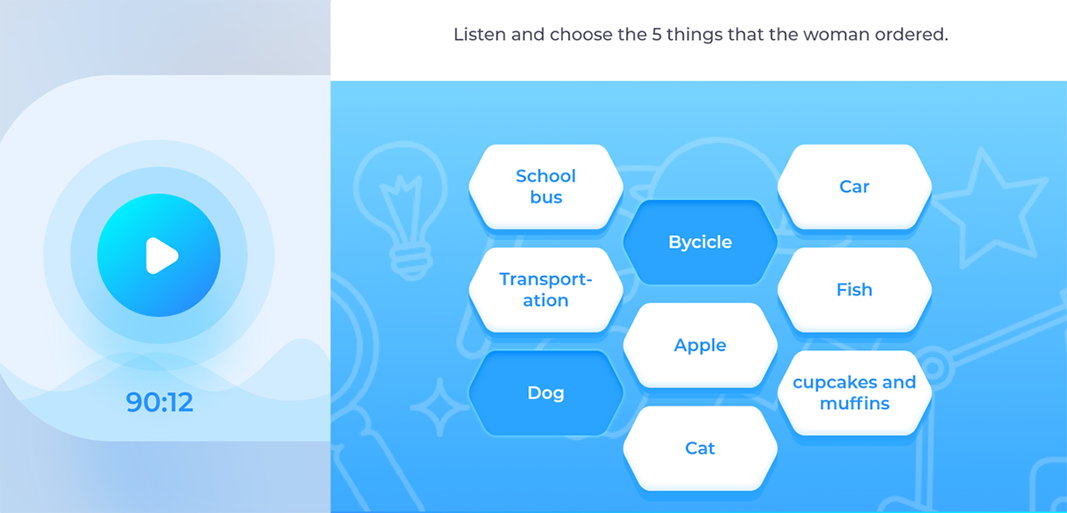 Listen and choose the 5 things that the woman ordered.
School
bus
Car
Bycicle
Transport-
ation
Fish
Apple
Dog
cupcakes and
muffins
Cat
90:12